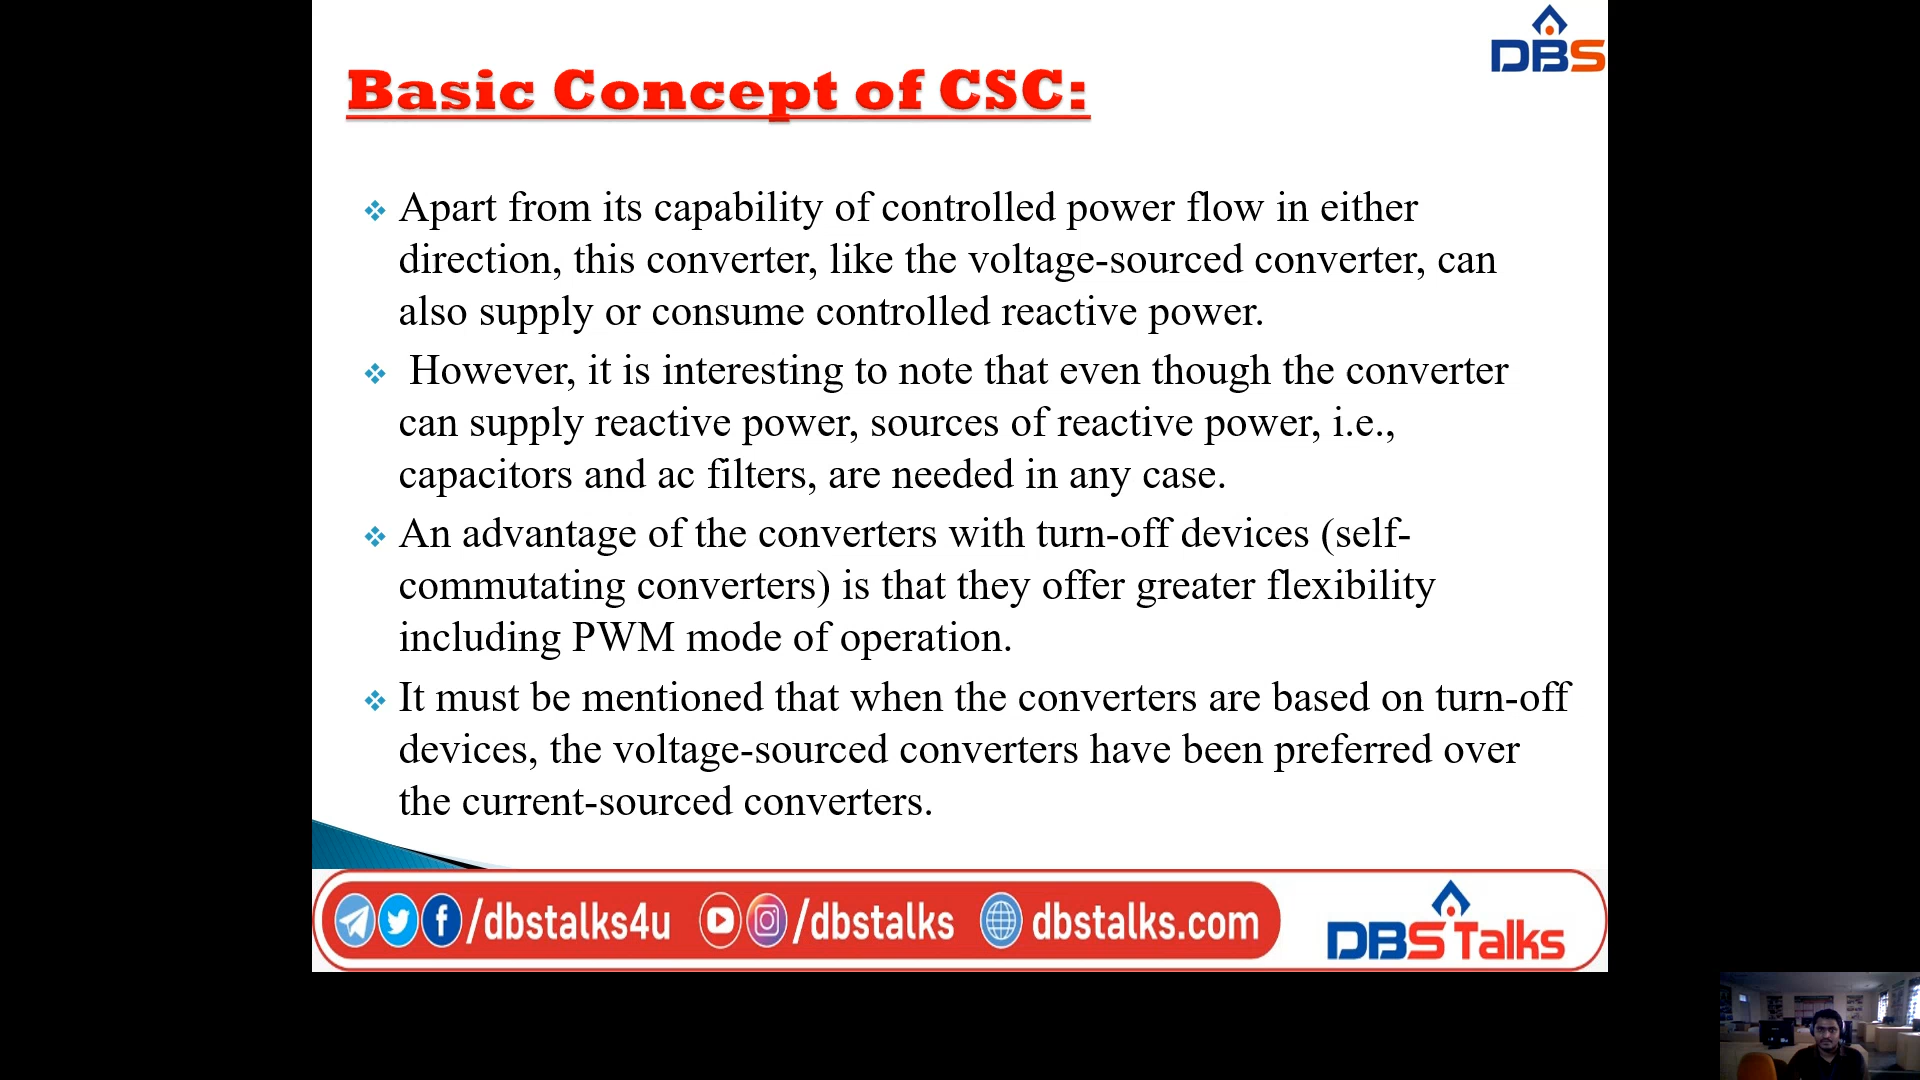 DBS
Basic Concept of CSC:
Apart from its capability of controlled power flow in either
direction, this converter, like the voltage-sourced converter, can
also supply or consume controlled reactive power.
However, it is interesting to note that even though the converter
can supply reactive power, sources of reactive power, i.e.,
capacitors and ac filters, are needed in any case.
An advantage of the converters with turn-off devices (self-
commutating converters) is that they offer greater flexibility
including PWM mode of operation.
It must be mentioned that when the converters are based on turn-off
devices, the voltage-sourced converters have been preferred over
the current-sourced converters.
/dbstalks4u /dbstalks dbstalks.com DBS Talks